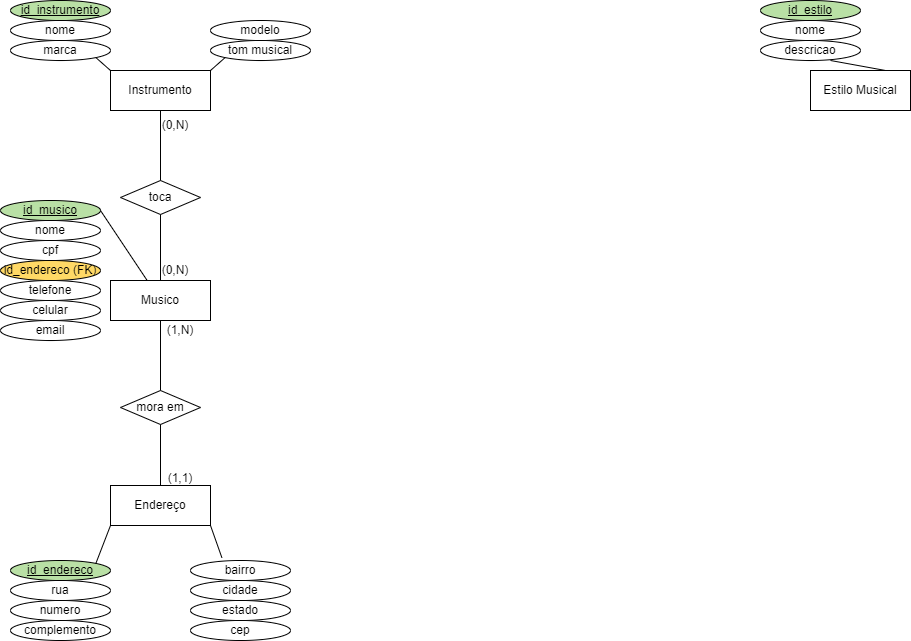 id_instrumento
nome
marca
modelo
tom musical
Instrumento
(0,N)
toca
(0,N)
id_musico
nome
cpf
id_endereco (FK)
telefone
celular
email
Musico
(1,N)
mora em
(1,1)
Endereço
id_endereco
rua
numero
complemento
bairro
cidade
estado
cep
id_estilo
nome
descricao
Estilo Musical